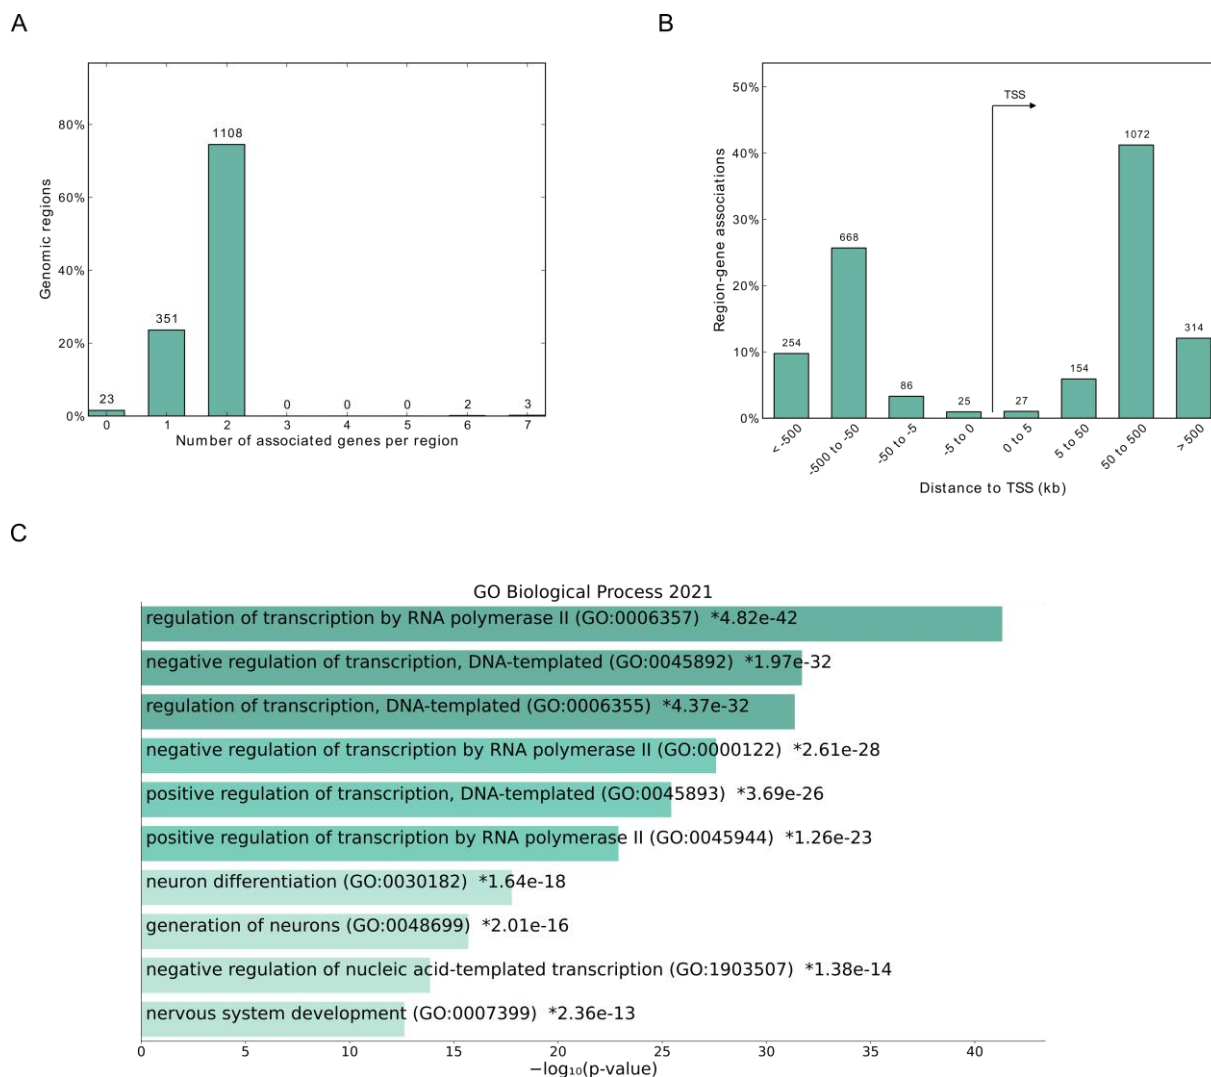 A
Genomic regions
80%
60%
40%
20%
0%
23
351
1108
0
0
0
2
3
0
1
2
3
4
5
6
7
Number of associated genes per region
B
Region-gene associations
50%
40%
30%
20%
10%
0%
TSS
254
668
86
25
27
154
1072
314
< -500
-500 to -50
-50 to -5
-5 to 0
0 to 5
5 to 50
50 to 500
> 500
Distance to TSS (kb)
C
GO Biological Process 2021
regulation of transcription by RNA polymerase II (GO:0006357) *4.82e-42
negative regulation of transcription, DNA-templated (GO:0045892) *1.97e-32
regulation of transcription, DNA-templated (GO:0006355) *4.37e-32
negative regulation of transcription by RNA polymerase II (GO:0000122) *2.61e-28
positive regulation of transcription, DNA-templated (GO:0045893) *3.69e-26
positive regulation of transcription by RNA polymerase II (GO:0045944) *1.26e-23
neuron differentiation (GO:0030182) *1.64e-18
generation of neurons (GO:0048699) *2.01e-16
negative regulation of nucleic acid-templated transcription (GO:1903507) *1.38e-14
nervous system development (GO:0007399) *2.36e-13
0
5
10
15
20
25
30
35
40
−log₁₀(p-value)